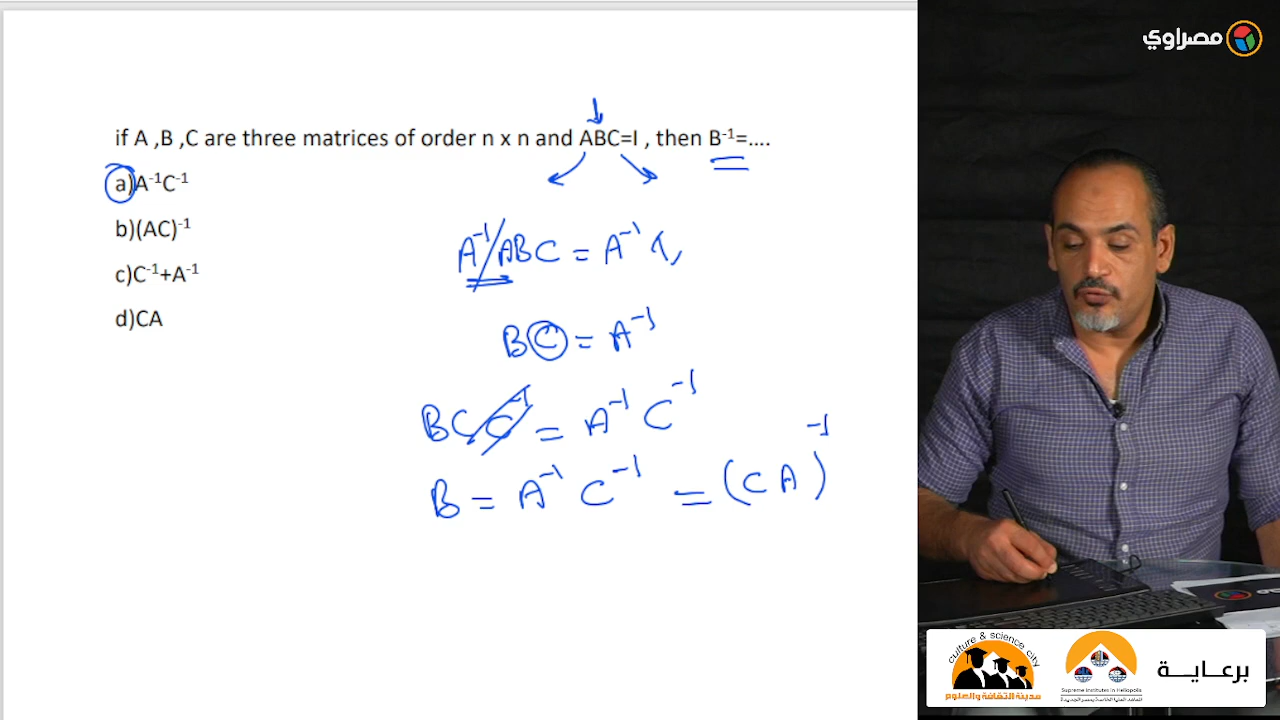 مصراوي
if A ,B ,C are three matrices of order n x n and ABC=I , then B⁻¹=....
a)A⁻¹C⁻¹
b)(AC)⁻¹
c)C⁻¹+A⁻¹
d)CA
A⁻¹ABC = A⁻¹ I,
BC = A⁻¹
BCC⁻¹ = A⁻¹ C⁻¹
B = A⁻¹ C⁻¹ = (CA)⁻¹
culture & science city
مدينة الثقافة والعلوم
Supreme Institutes in Heliopolis
برعاية